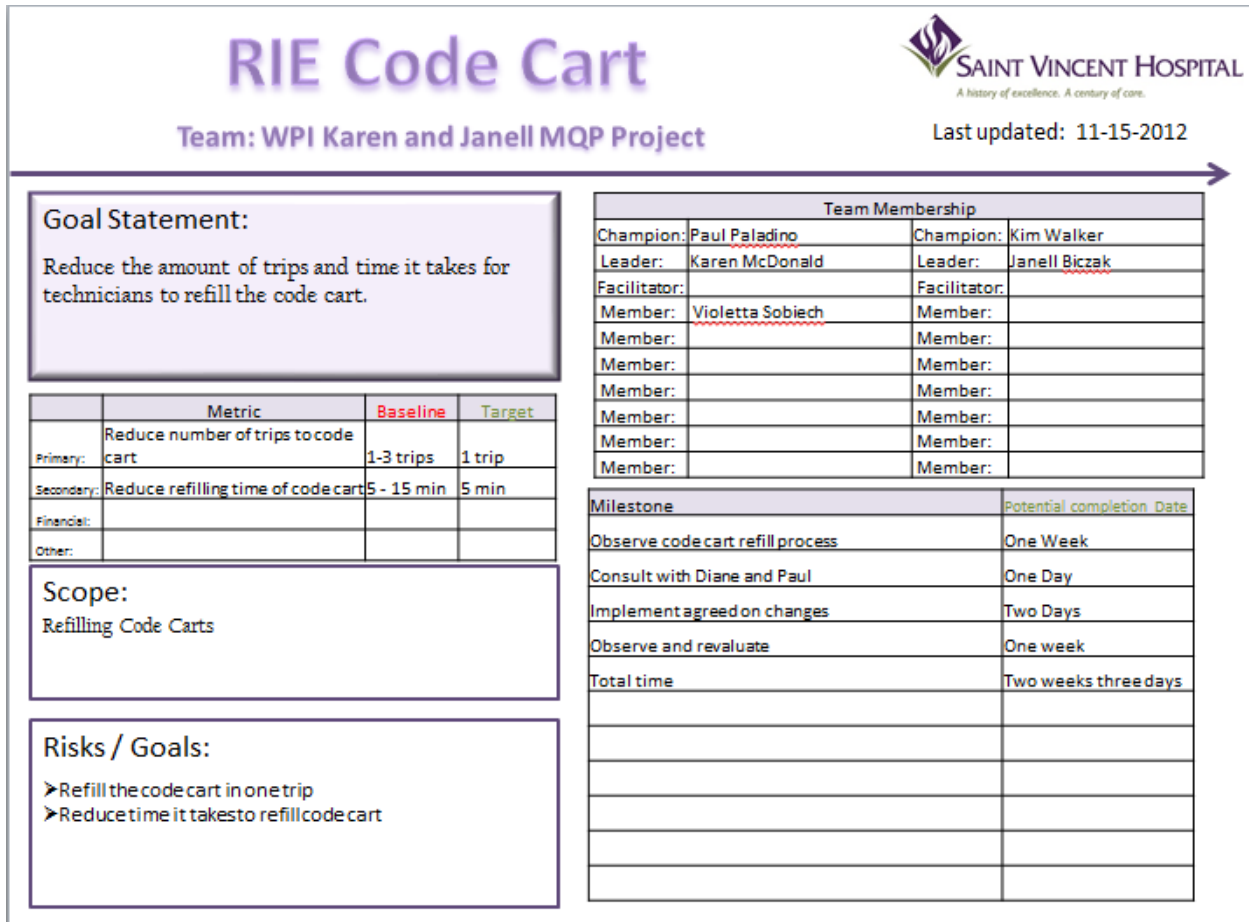 RIE Code Cart
SAINT VINCENT HOSPITAL
A history of excellence. A century of care.
Team: WPI Karen and Janell MQP Project
Last updated: 11-15-2012
Goal Statement:
Reduce the amount of trips and time it takes for
technicians to refill the code cart.
Metric Baseline Target
Reduce number of trips to code
Primary: cart 1-3 trips 1 trip
Secondary: Reduce refilling time of code cart 5 - 15 min 5 min
Financial:
Other:
Scope:
Refilling Code Carts
Risks / Goals:
➢Refill the code cart in one trip
➢Reduce time it takes to refill code cart
Team Membership
Champion: Paul Paladino Champion: Kim Walker
Leader: Karen McDonald Leader: Janell Biczak
Facilitator: Facilitator:
Member: Violetta Sobiech Member:
Member: Member:
Member: Member:
Member: Member:
Member: Member:
Member: Member:
Member: Member:
Milestone Potential completion Date
Observe code cart refill process One Week
Consult with Diane and Paul One Day
Implement agreed on changes Two Days
Observe and revaluate One week
Total time Two weeks three days